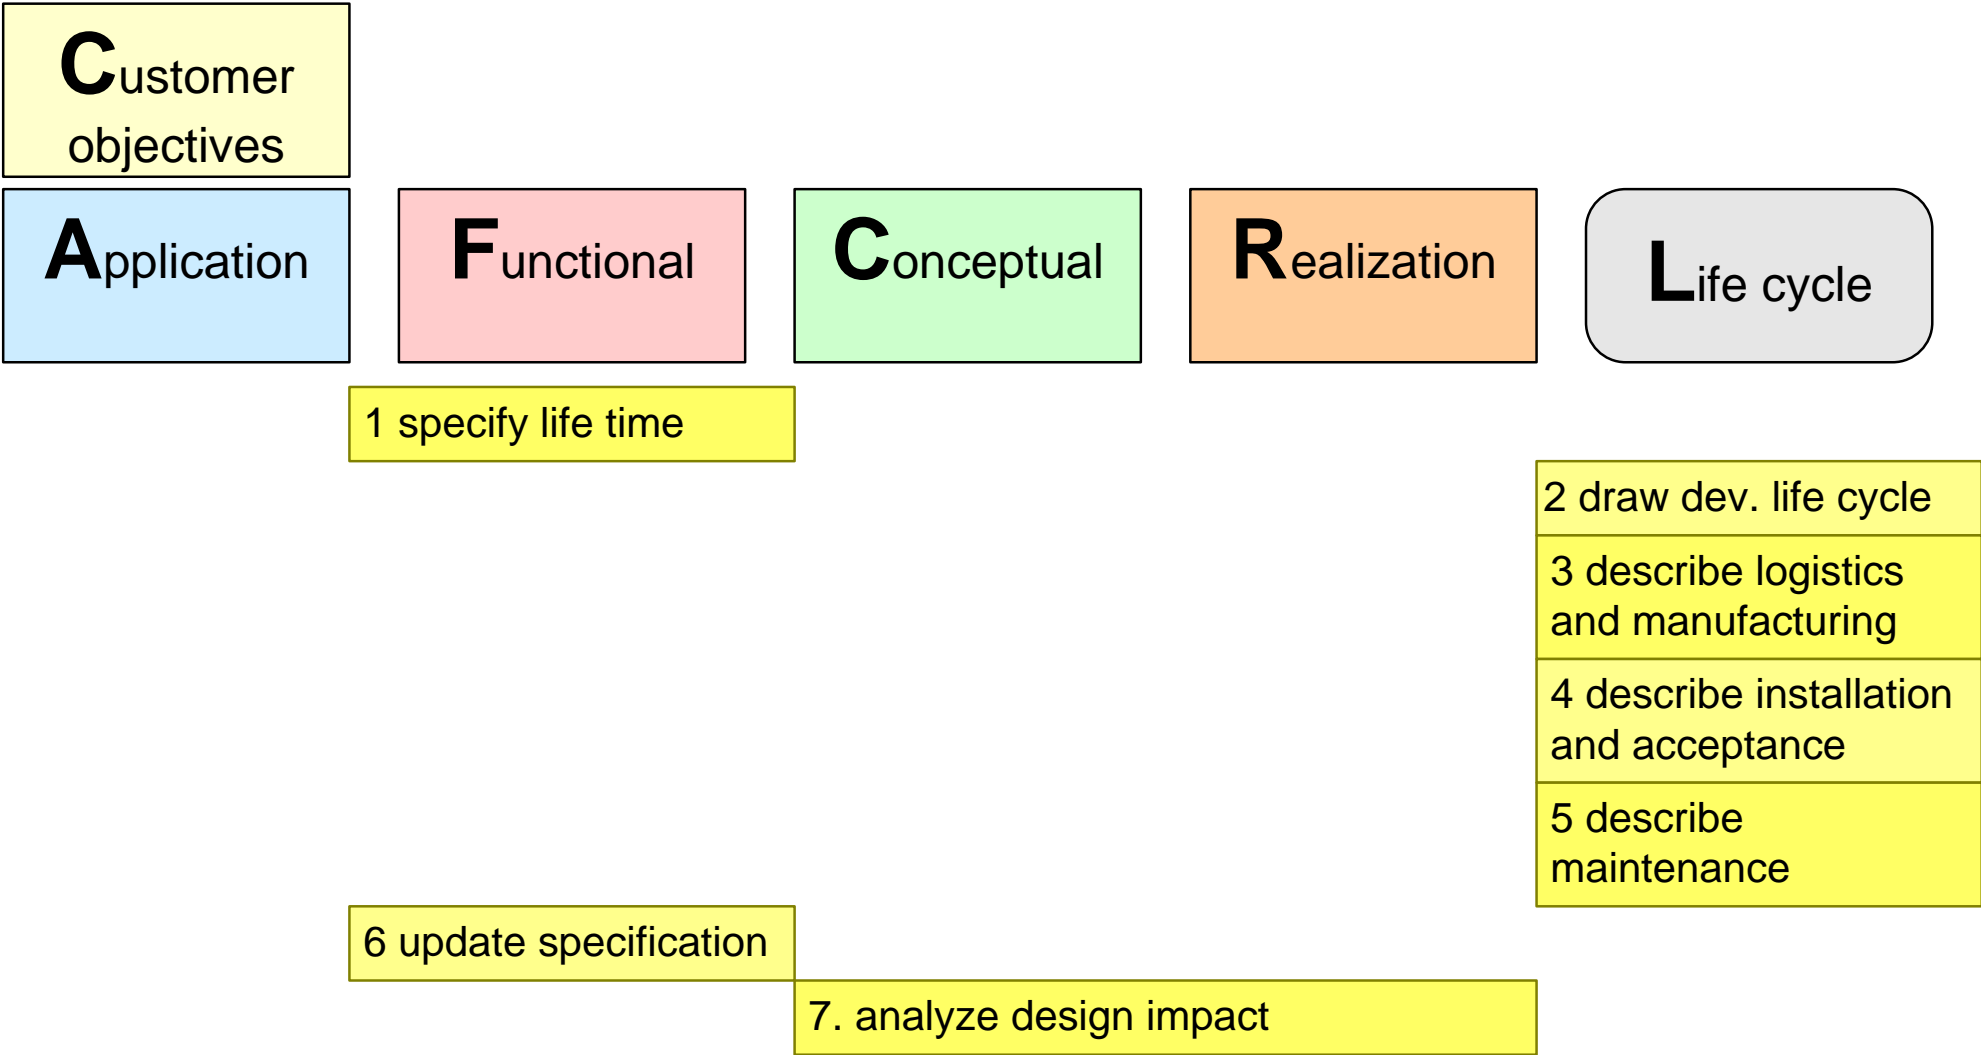 Customer
objectives
Application
Functional
Conceptual
Realization
Life cycle
1 specify life time
2 draw dev. life cycle
3 describe logistics
and manufacturing
4 describe installation
and acceptance
5 describe
maintenance
6 update specification
7. analyze design impact